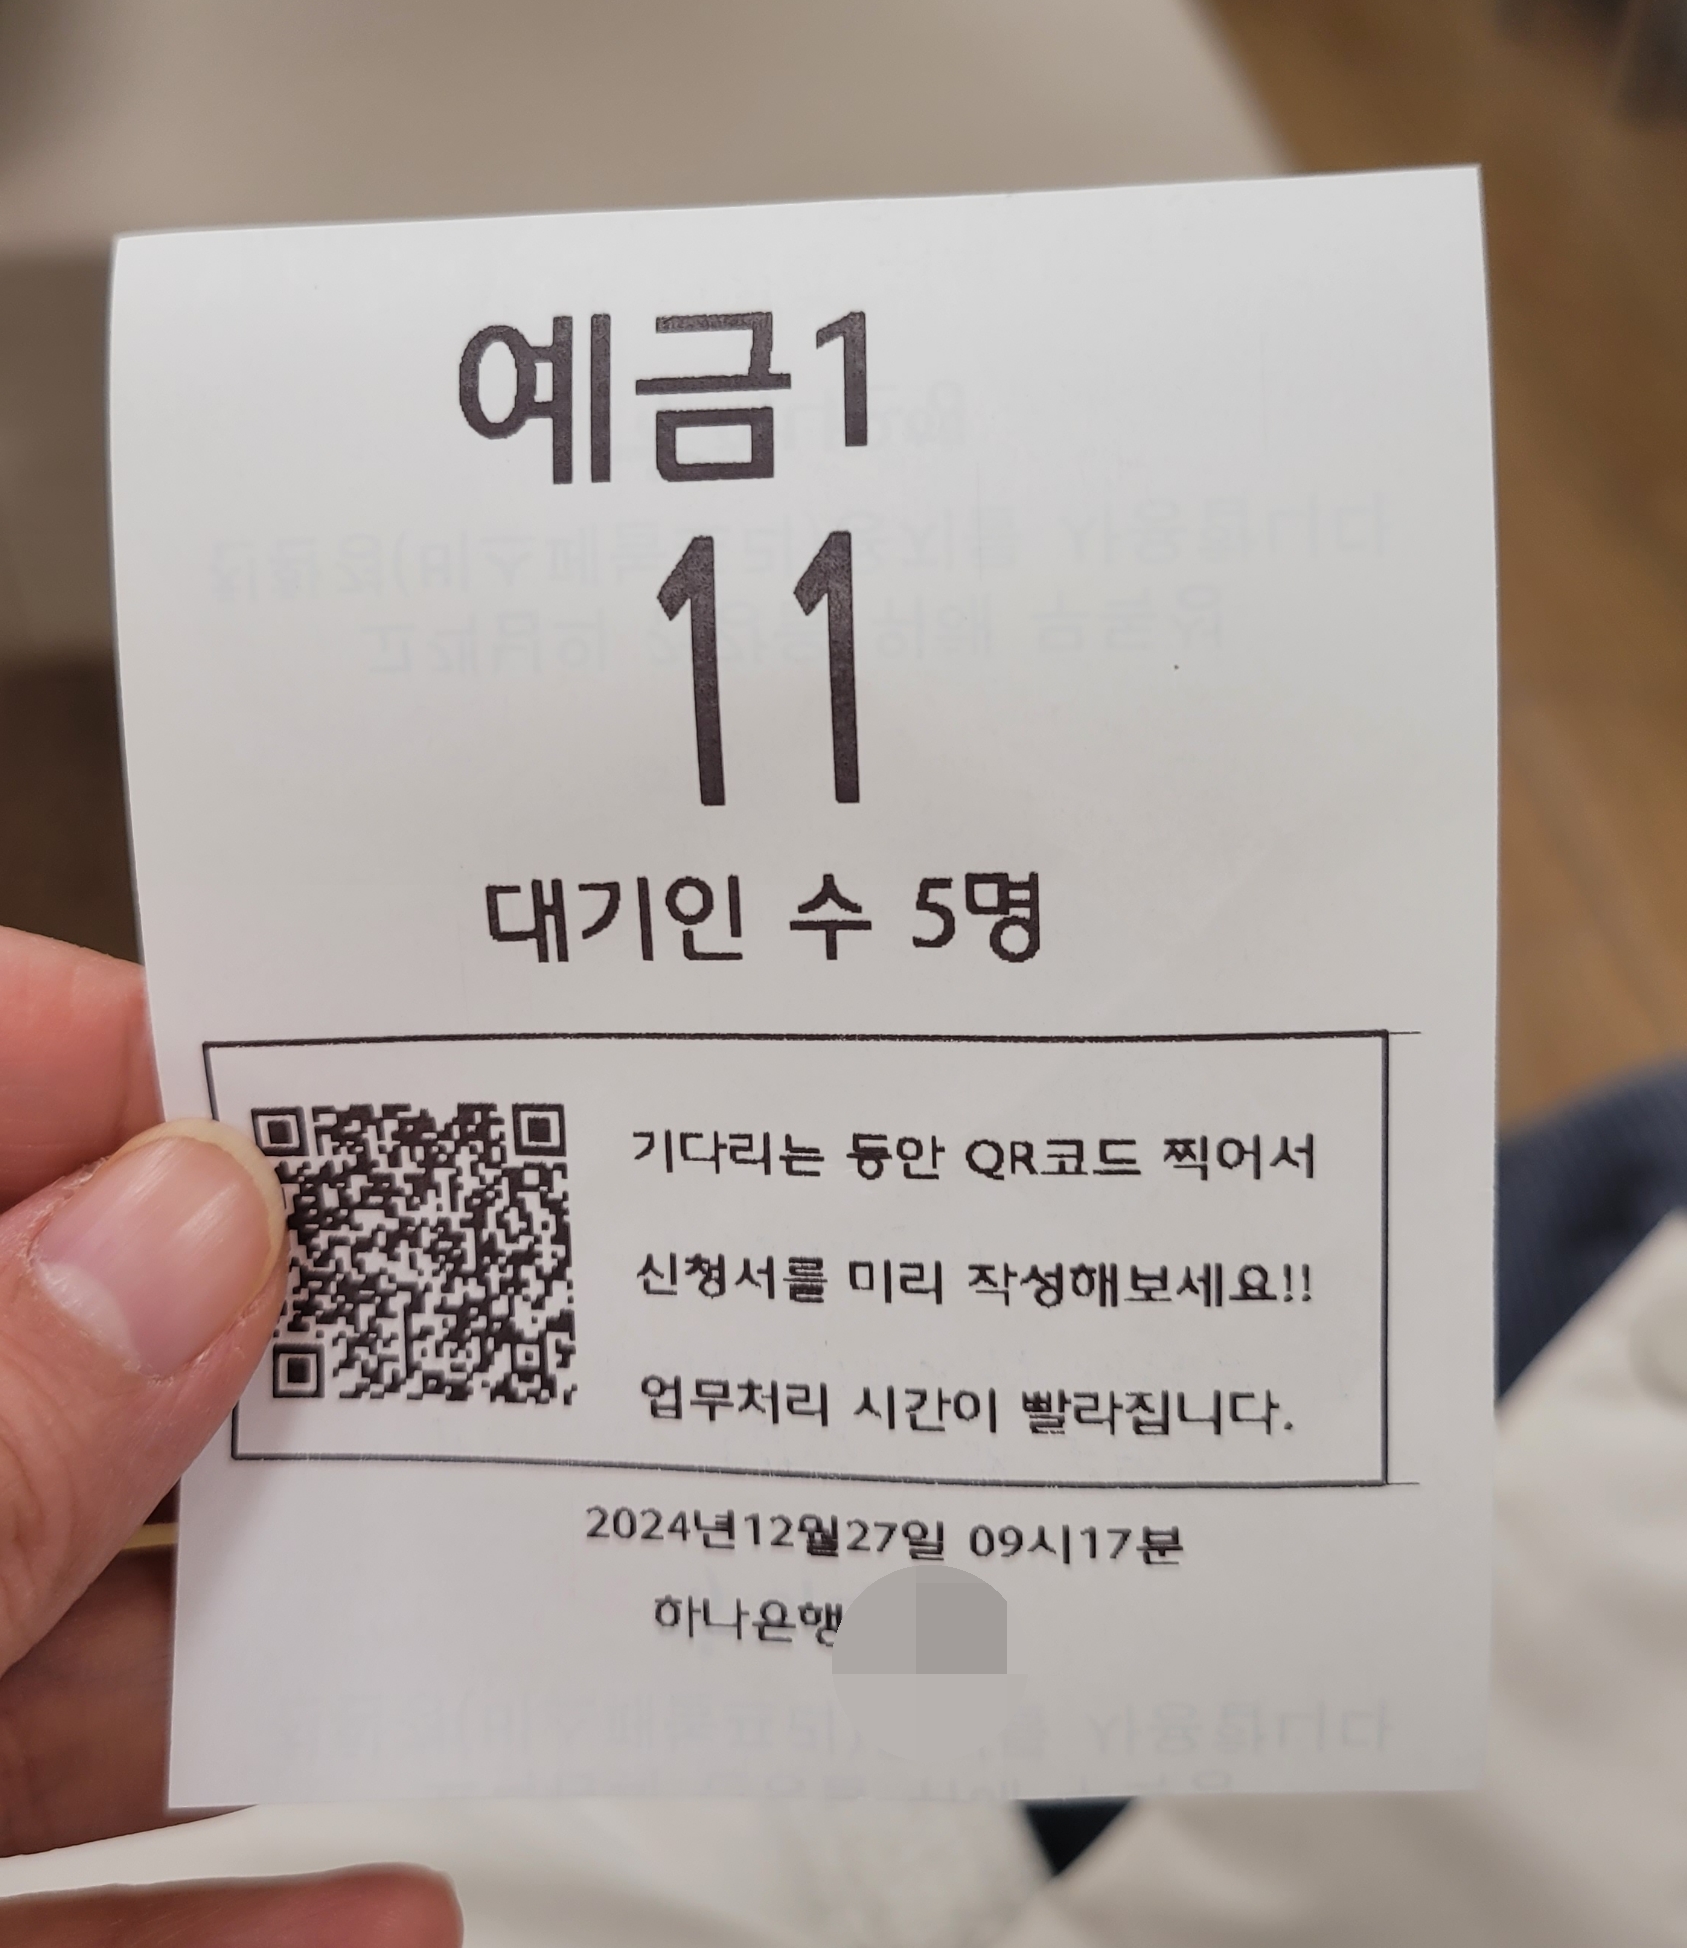 예금1
11
대기인 수 5명
기다리는 동안 QR코드 찍어서
신청서를 미리 작성해보세요!!
업무처리 시간이 빨라집니다.
2024년12월27일 09시17분
하나은행